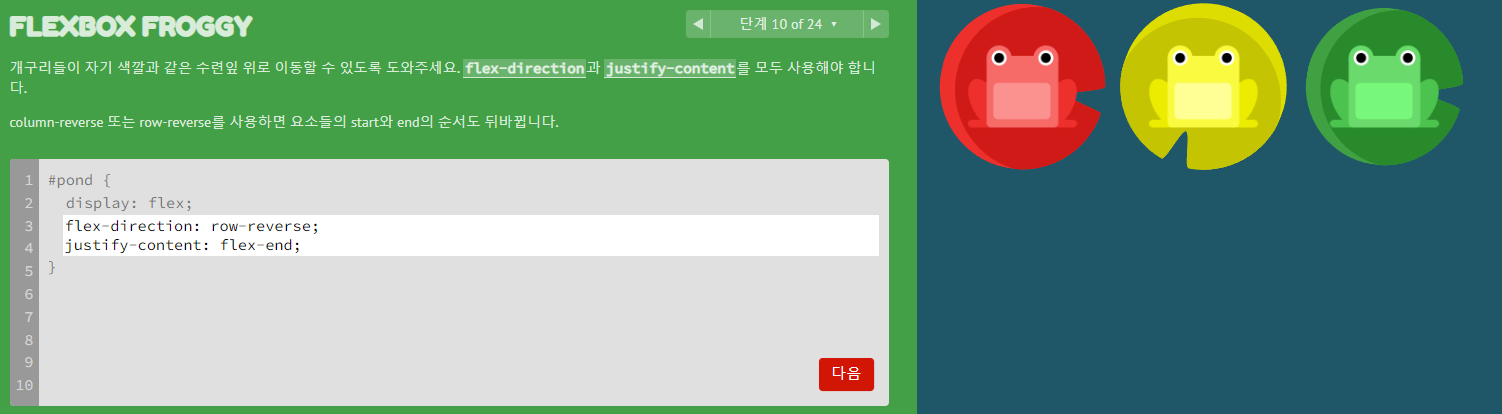 FLEXBOX FROGGY
◀ 단계 10 of 24 ▾ ▶
개구리들이 자기 색깔과 같은 수련잎 위로 이동할 수 있도록 도와주세요. flex-direction과 justify-content를 모두 사용해야 합니
다.
column-reverse 또는 row-reverse를 사용하면 요소들의 start와 end의 순서도 뒤바뀝니다.
1 #pond {
2 display: flex;
3 flex-direction: row-reverse;
4 justify-content: flex-end;
5 }
6
7
8
9
다음
10